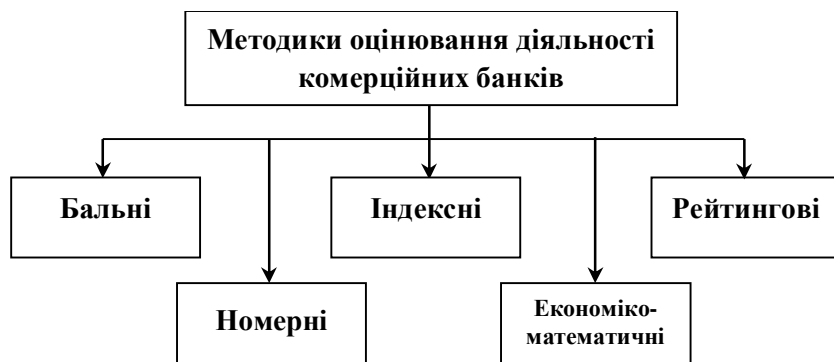 Методики оцінювання діяльності
комерційних банків
Бальні
Індексні
Рейтингові
Номерні
Економіко-
математичні